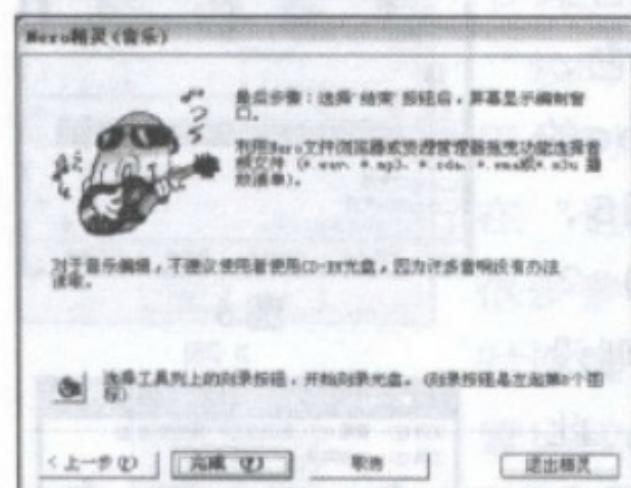 Nero精灵(音乐)
最后步骤：选择'结束'按钮后，屏幕显示编制窗
口。
利用Nero文件浏览器或资源管理器拖曳功能选择音
频文件 (*.wav、*.mp3、*.cda、*.wma或*.m3u 播
放清单)。
对于音乐编辑，不建议使用者使用CD-RW光盘，因为许多音响没有办法
读取。
选择工具列上的刻录按钮，开始刻录光盘。(刻录按钮是左起第8个图
标)
<上一步(P)
完成 (F)
取消
退出精灵